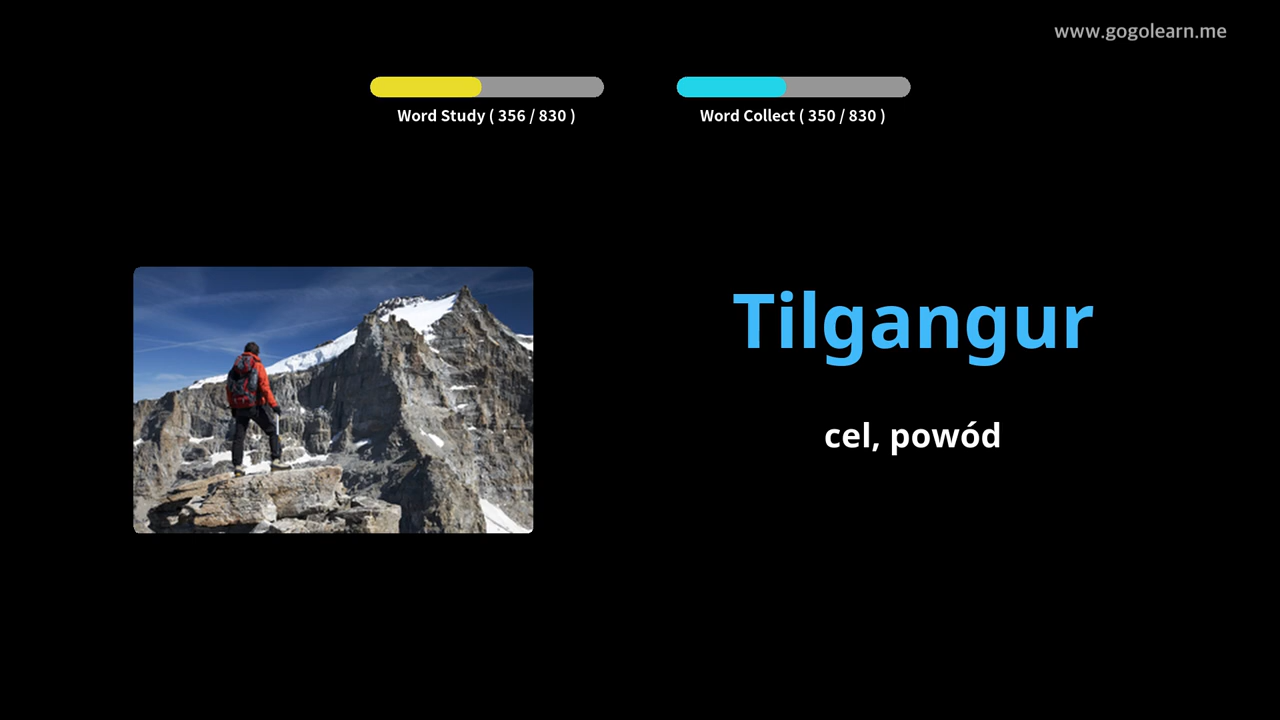 www.gogolearn.me
Word Study ( 356 / 830 )
Word Collect ( 350 / 830 )
Tilgangur
cel, powód